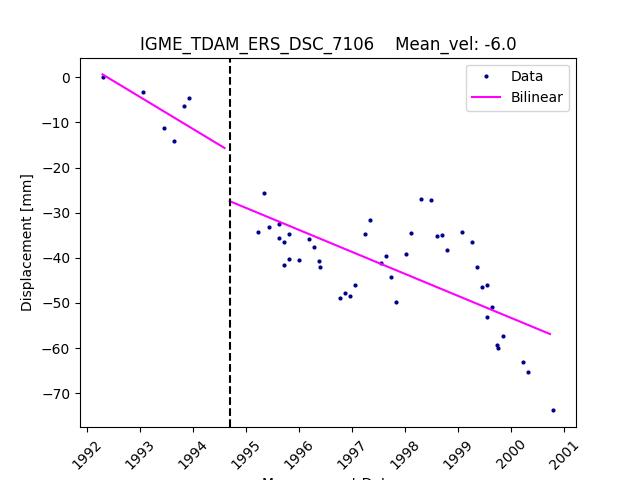 IGME_TDAM_ERS_DSC_7106 Mean_vel: -6.0
Data
Bilinear
Displacement [mm]
0
−10
−20
−30
−40
−50
−60
−70
1992 1993 1994 1995 1996 1997 1998 1999 2000 2001